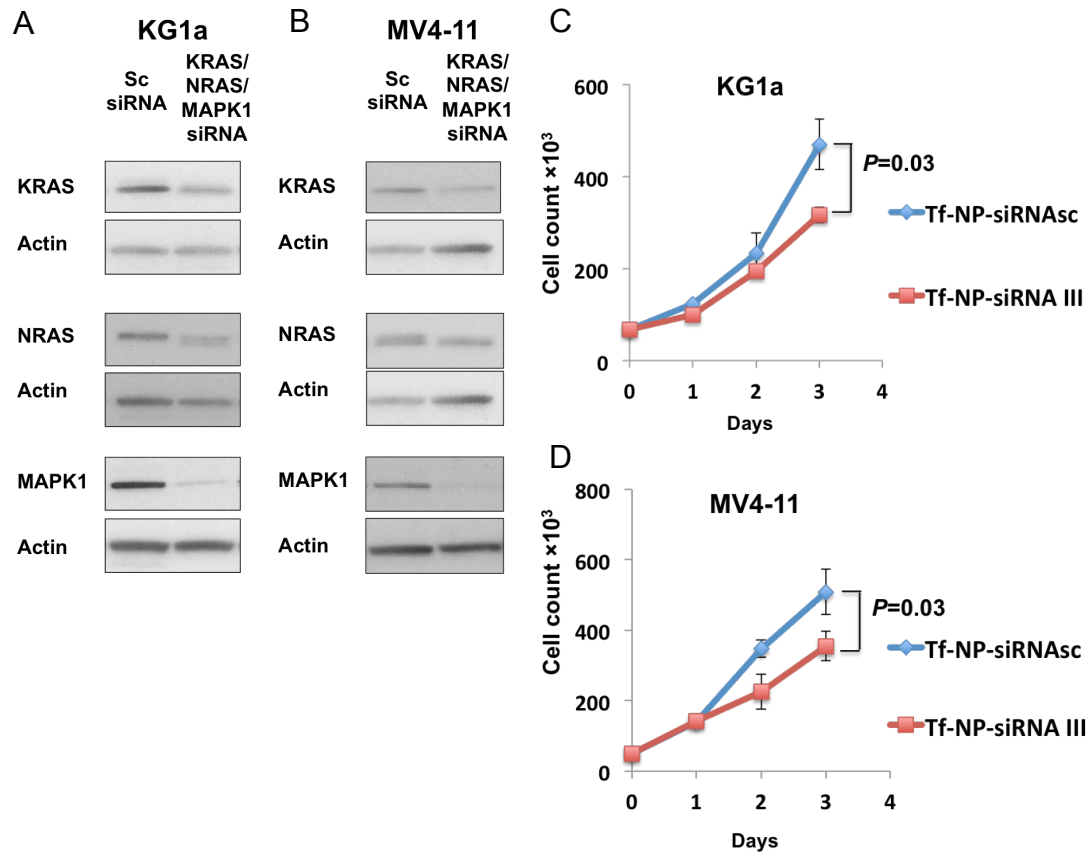 A
KG1a
Sc
siRNA
KRAS/
NRAS/
MAPK1
siRNA
KRAS
Actin
NRAS
Actin
MAPK1
Actin
B
MV4-11
Sc
siRNA
KRAS/
NRAS/
MAPK1
siRNA
KRAS
Actin
NRAS
Actin
MAPK1
Actin
C
KG1a
600
400
200
0
Cell count ×10³
0 1 2 3 4
Days
P=0.03
Tf-NP-siRNAsc
Tf-NP-siRNA III
D
MV4-11
800
600
400
200
0
Cell count ×10³
0 1 2 3 4
Days
P=0.03
Tf-NP-siRNAsc
Tf-NP-siRNA III